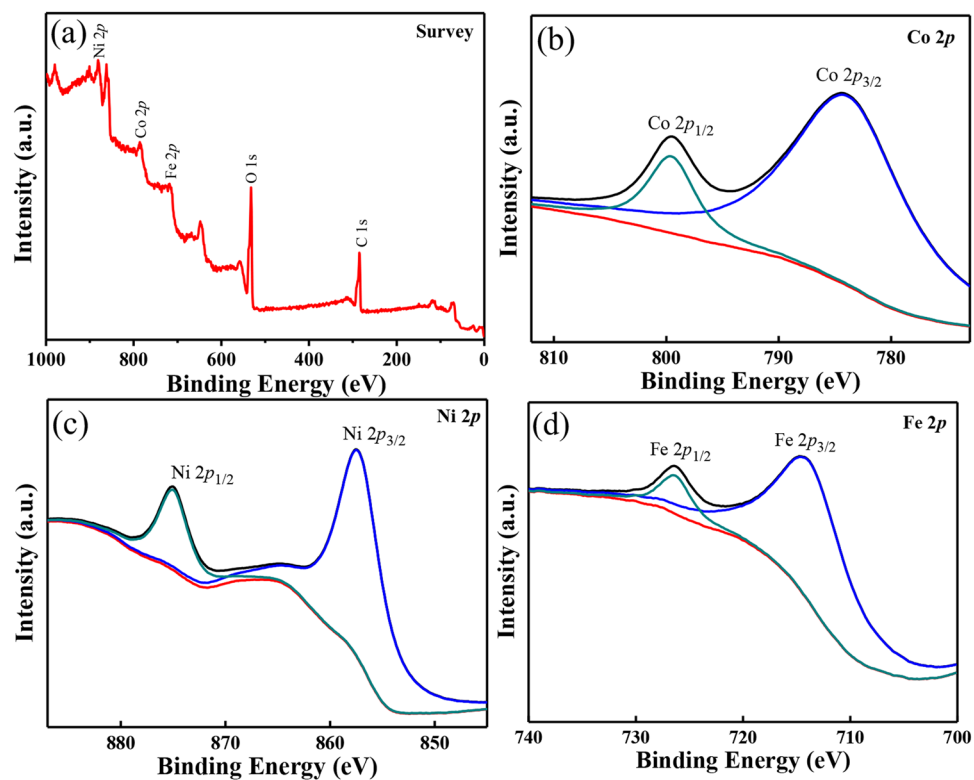 (a)
Survey
Ni 2p
Co 2p
Fe 2p
O 1s
C 1s
Intensity (a.u.)
1000 800 600 400 200 0
Binding Energy (eV)
(b)
Co 2p
Co 2p3/2
Co 2p1/2
Intensity (a.u.)
810 800 790 780
Binding Energy (eV)
(c)
Ni 2p
Ni 2p3/2
Ni 2p1/2
Intensity (a.u.)
880 870 860 850
Binding Energy (eV)
(d)
Fe 2p
Fe 2p1/2
Fe 2p3/2
Intensity (a.u.)
740 730 720 710 700
Binding Energy (eV)